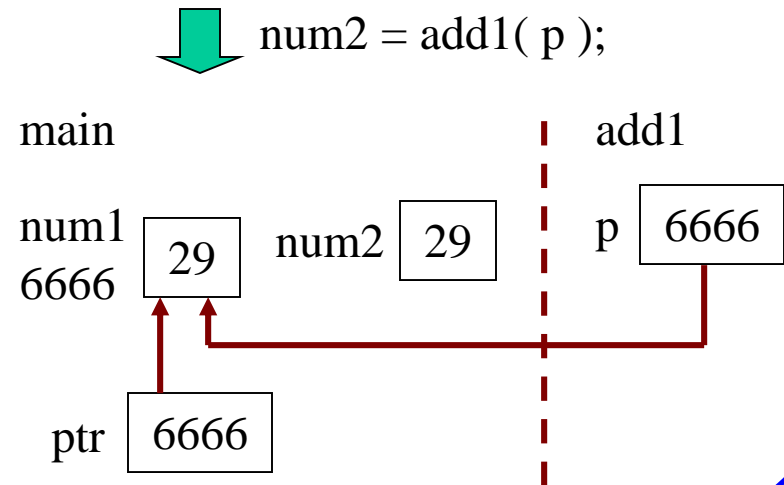 num2 = add1( p );
main add1
num1 29 num2 29 p 6666
6666
ptr 6666